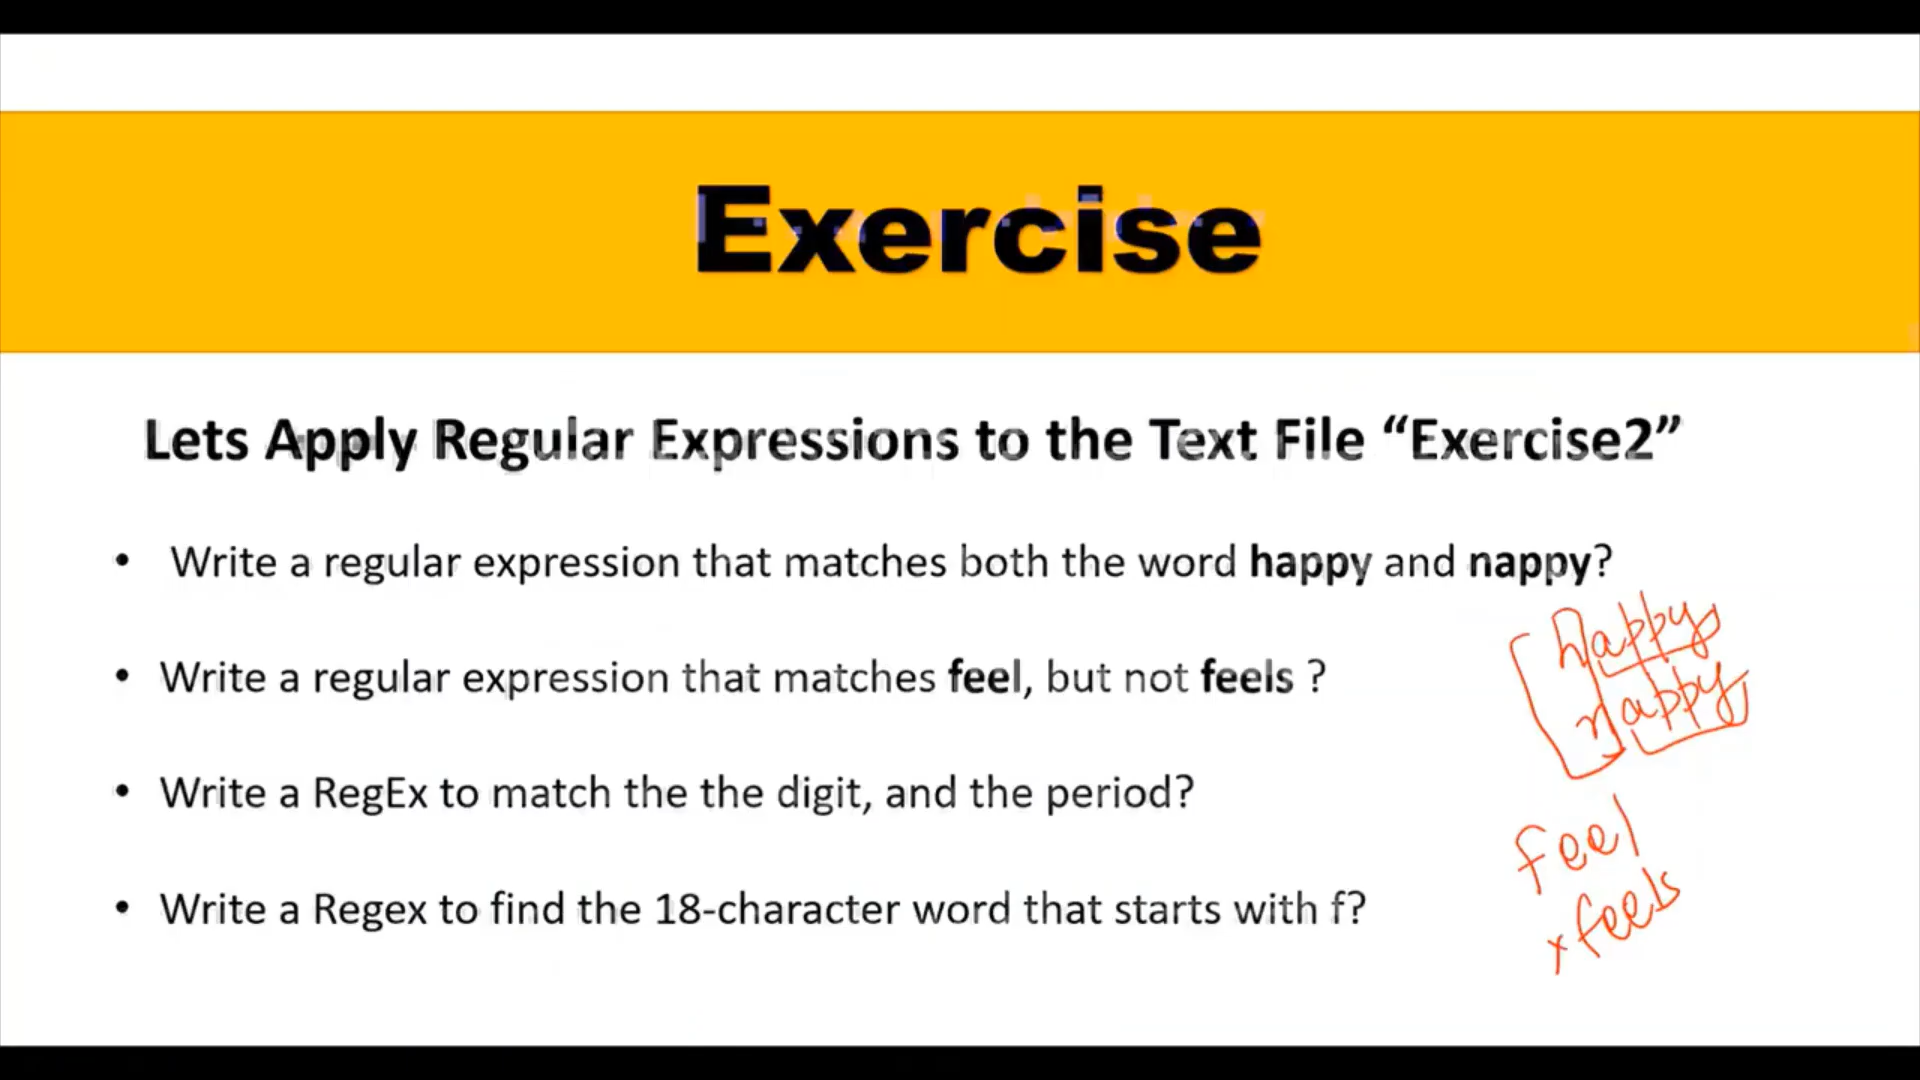 Exercise
Lets Apply Regular Expressions to the Text File “Exercise2”
• Write a regular expression that matches both the word happy and nappy?
• Write a regular expression that matches feel, but not feels ?
• Write a RegEx to match the the digit, and the period?
• Write a Regex to find the 18-character word that starts with f?
happy
nappy
feel
x feels